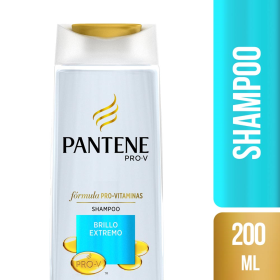 PANTENE
PRO-V
fórmula PRO-VITAMINAS
SHAMPOO
BRILLO
EXTREMO
PRO-V
SHAMPOO
200
ML